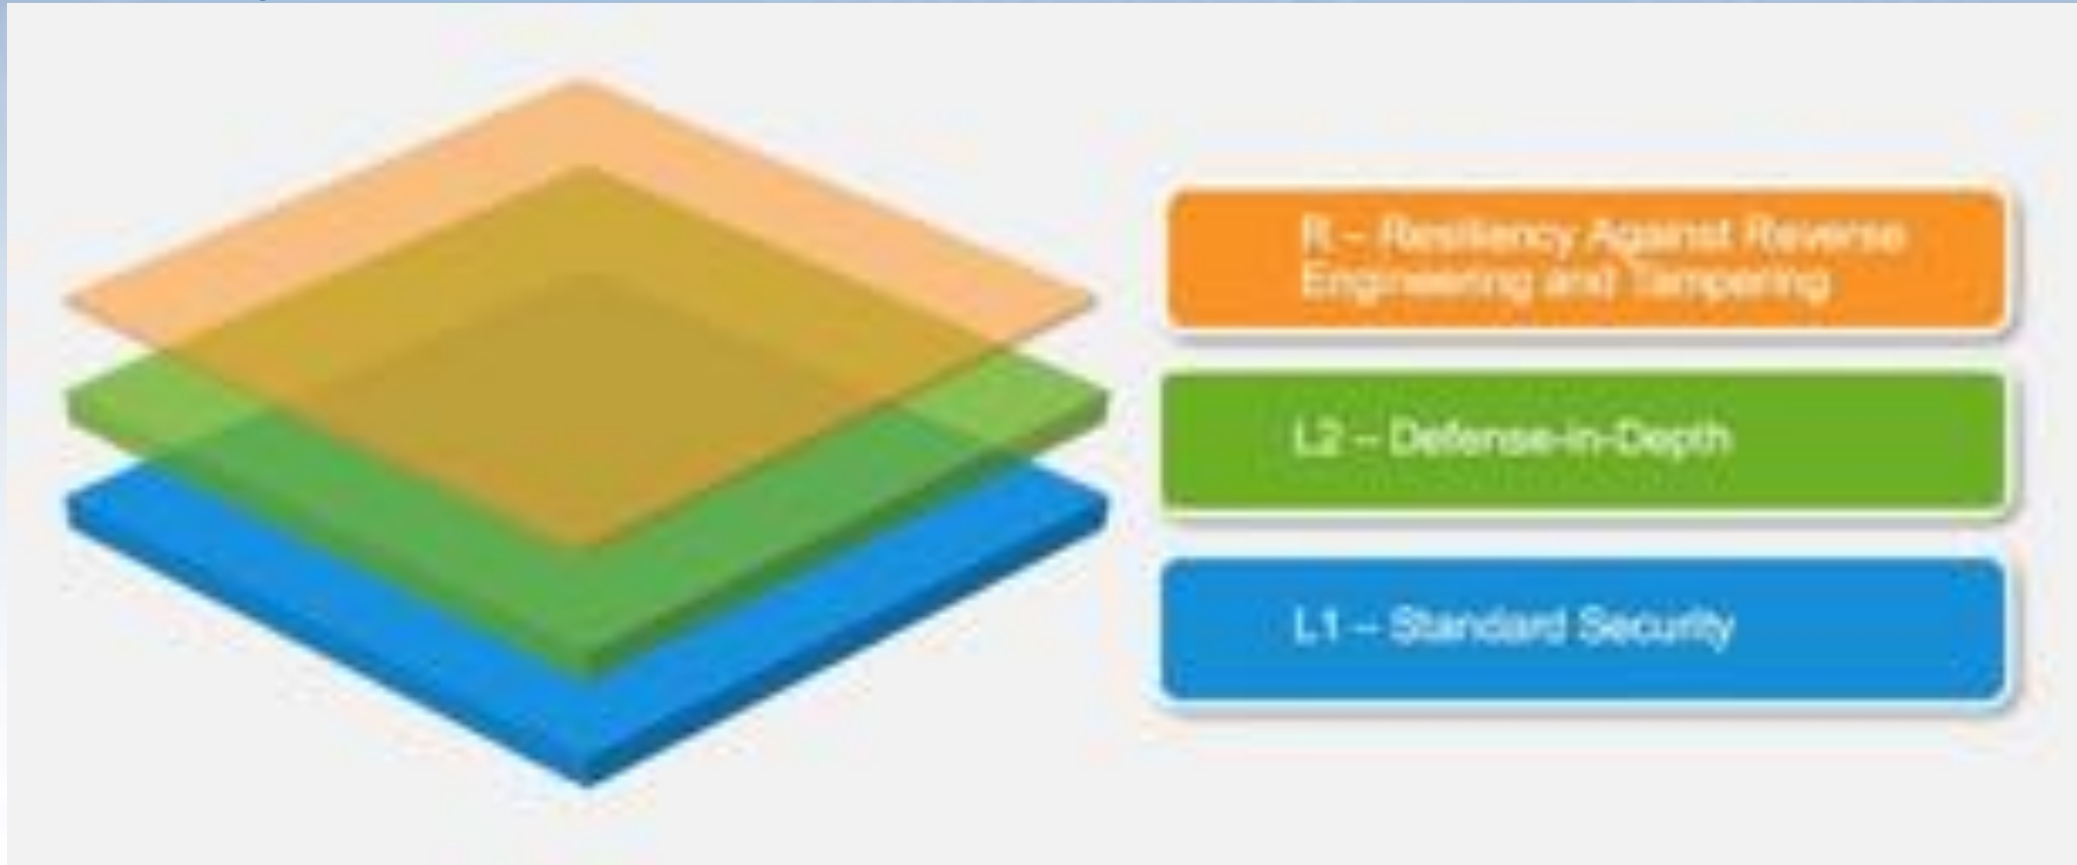 R – Resiliency Against Reverse
Engineering and Tampering
L2 – Defense-in-Depth
L1 – Standard Security